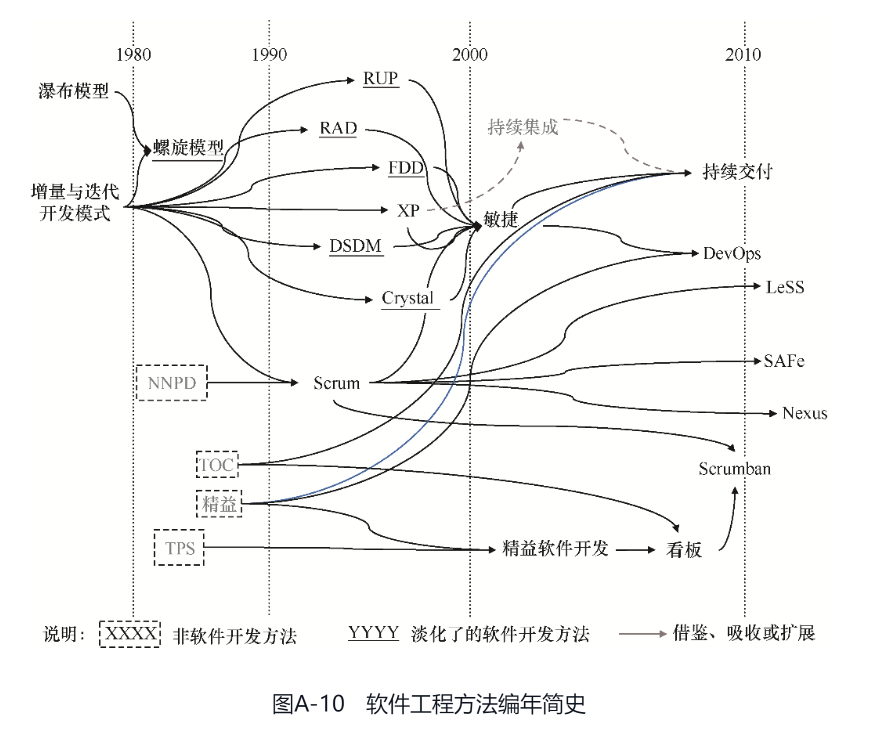 1980
1990
2000
2010
瀑布模型
RUP
RAD
持续集成
螺旋模型
FDD
持续交付
增量与迭代
开发模式
XP
敏捷
DSDM
DevOps
Crystal
LeSS
SAFe
NNPD
Scrum
Nexus
TOC
Scrumban
精益
TPS
精益软件开发
看板
说明: XXXX 非软件开发方法 YYYY 淡化了的软件开发方法 借鉴、吸收或扩展
图A-10 软件工程方法编年简史